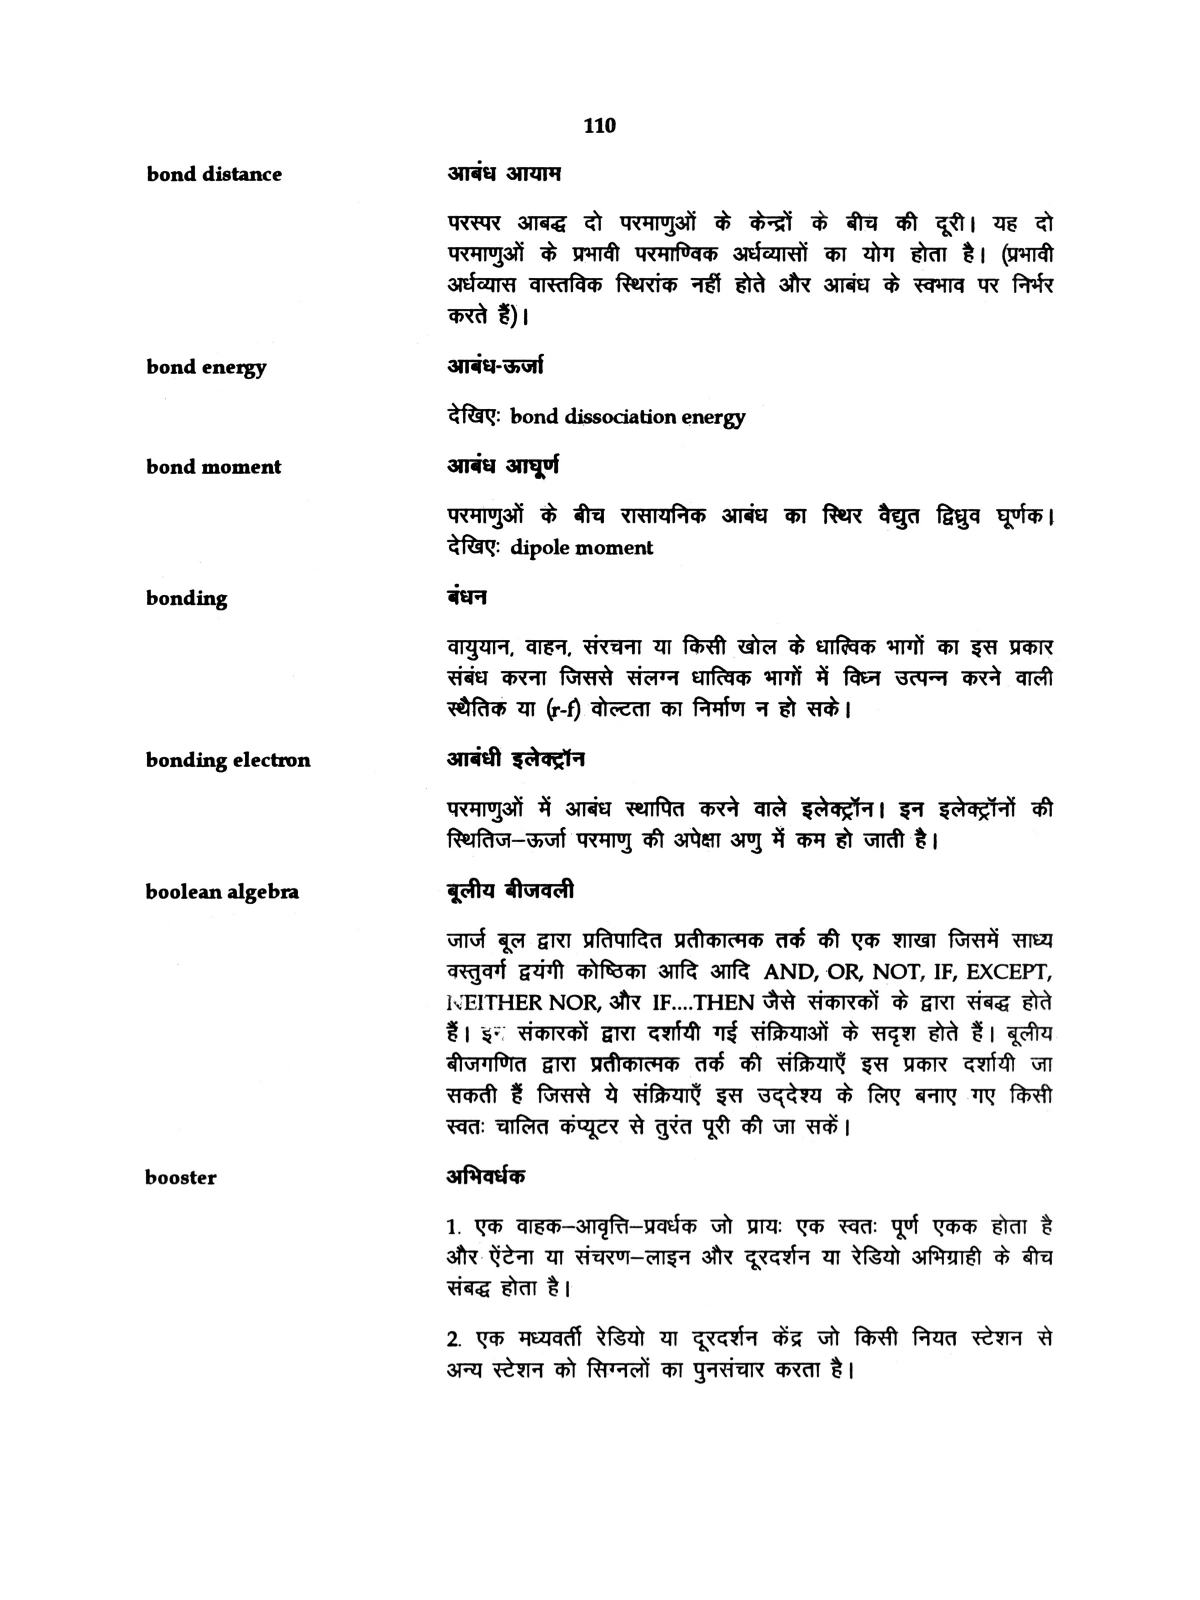 110
bond distance आबंध आयाम
परस्पर आबद्ध दो परमाणुओं के केन्द्रों के बीच की दूरी। यह दो
परमाणुओं के प्रभावी परमाण्विक अर्धव्यासों का योग होता है। (प्रभावी
अर्धव्यास वास्तविक स्थिरांक नहीं होते और आबंध के स्वभाव पर निर्भर
करते हैं)।
bond energy आबंध-ऊर्जा
देखिए: bond dissociation energy
bond moment आबंध आघूर्ण
परमाणुओं के बीच रासायनिक आबंध का स्थिर वैद्युत द्विध्रुव घूर्णक।
देखिए: dipole moment
bonding बंधन
वायुयान, वाहन, संरचना या किसी खोल के धात्विक भागों का इस प्रकार
संबंध करना जिससे संलग्न धात्विक भागों में विघ्न उत्पन्न करने वाली
स्थैतिक या (r-f) वोल्टता का निर्माण न हो सके।
bonding electron आबंधी इलेक्ट्रॉन
परमाणुओं में आबंध स्थापित करने वाले इलेक्ट्रॉन। इन इलेक्ट्रॉनों की
स्थितिज–ऊर्जा परमाणु की अपेक्षा अणु में कम हो जाती है।
boolean algebra बूलीय बीजवली
जार्ज बूल द्वारा प्रतिपादित प्रतीकात्मक तर्क की एक शाखा जिसमें साध्य
वस्तुवर्ग द्वयंगी कोष्ठिका आदि आदि AND, OR, NOT, IF, EXCEPT,
NEITHER NOR, और IF....THEN जैसे संकारकों के द्वारा संबद्ध होते
हैं। इन संकारकों द्वारा दर्शायी गई संक्रियाओं के सदृश होते हैं। बूलीय
बीजगणित द्वारा प्रतीकात्मक तर्क की संक्रियाएँ इस प्रकार दर्शायी जा
सकती हैं जिससे ये संक्रियाएँ इस उद्देश्य के लिए बनाए गए किसी
स्वतः चालित कंप्यूटर से तुरंत पूरी की जा सकें।
booster अभिवर्धक
1. एक वाहक–आवृत्ति–प्रवर्धक जो प्रायः एक स्वतः पूर्ण एकक होता है
और ऐंटेना या संचरण–लाइन और दूरदर्शन या रेडियो अभिग्राही के बीच
संबद्ध होता है।
2. एक मध्यवर्ती रेडियो या दूरदर्शन केंद्र जो किसी नियत स्टेशन से
अन्य स्टेशन को सिग्नलों का पुनसंचार करता है।